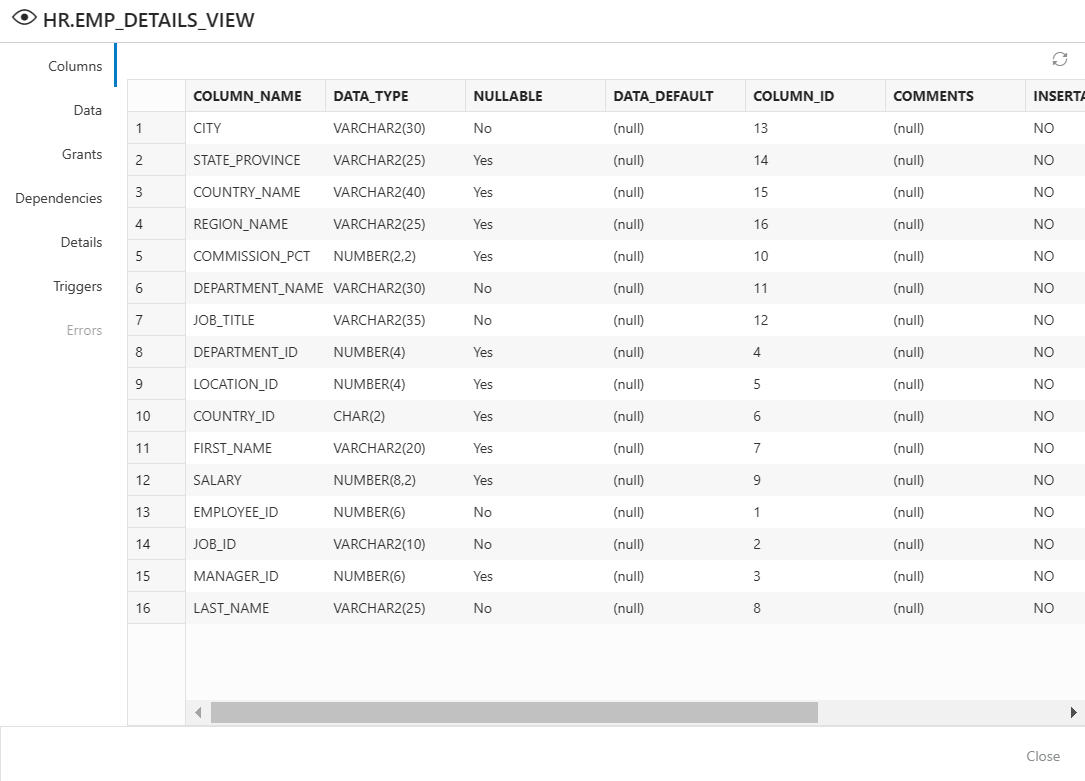 HR.EMP_DETAILS_VIEW
Columns
Data
Grants
Dependencies
Details
Triggers
Errors
COLUMN_NAME DATA_TYPE NULLABLE DATA_DEFAULT COLUMN_ID COMMENTS INSERTA
1 CITY VARCHAR2(30) No (null) 13 (null) NO
2 STATE_PROVINCE VARCHAR2(25) Yes (null) 14 (null) NO
3 COUNTRY_NAME VARCHAR2(40) Yes (null) 15 (null) NO
4 REGION_NAME VARCHAR2(25) Yes (null) 16 (null) NO
5 COMMISSION_PCT NUMBER(2,2) Yes (null) 10 (null) NO
6 DEPARTMENT_NAME VARCHAR2(30) No (null) 11 (null) NO
7 JOB_TITLE VARCHAR2(35) No (null) 12 (null) NO
8 DEPARTMENT_ID NUMBER(4) Yes (null) 4 (null) NO
9 LOCATION_ID NUMBER(4) Yes (null) 5 (null) NO
10 COUNTRY_ID CHAR(2) Yes (null) 6 (null) NO
11 FIRST_NAME VARCHAR2(20) Yes (null) 7 (null) NO
12 SALARY NUMBER(8,2) Yes (null) 9 (null) NO
13 EMPLOYEE_ID NUMBER(6) No (null) 1 (null) NO
14 JOB_ID VARCHAR2(10) No (null) 2 (null) NO
15 MANAGER_ID NUMBER(6) Yes (null) 3 (null) NO
16 LAST_NAME VARCHAR2(25) No (null) 8 (null) NO
Close